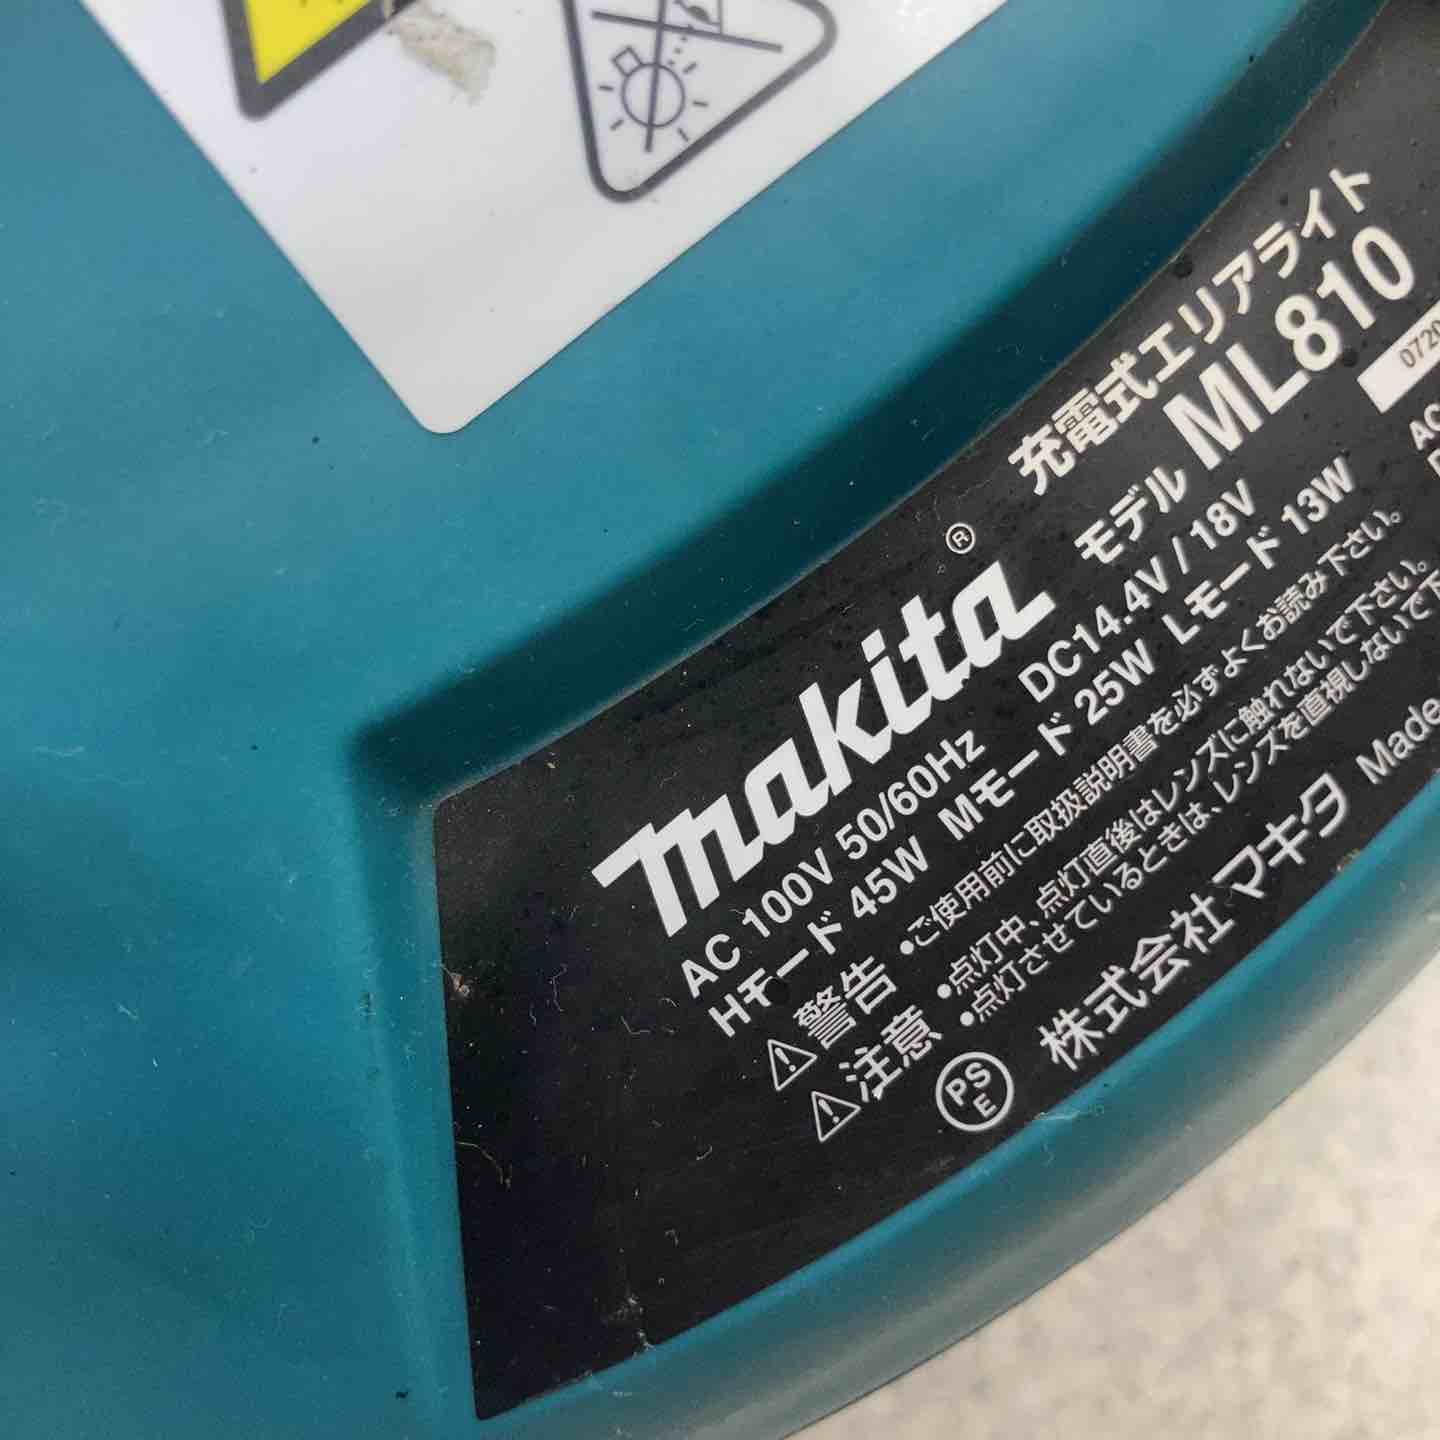 充電式エリアライト
makita®
モデル ML810
0720
AC 100V 50/60Hz DC14.4V / 18V
AC
Hモード 45W Mモード 25W Lモード 13W
⚠警告 •ご使用前に取扱説明書を必ずよくお読み下さい。
⚠注意 •点灯中、点灯直後はレンズに触れないで下さい。
•点灯させているときは、レンズを直視しないで下
PS E 株式会社 マキタ Made